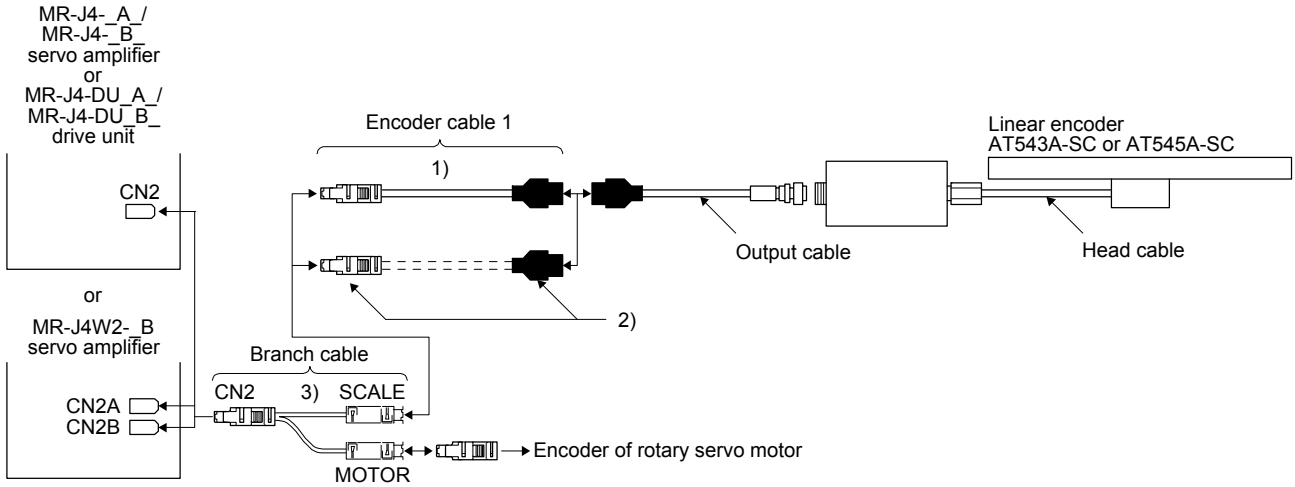 MR-J4-_A_/
MR-J4-_B_
servo amplifier
or
MR-J4-DU_A_/
MR-J4-DU_B_
drive unit
CN2
or
MR-J4W2-_B
servo amplifier
CN2A
CN2B
Encoder cable 1
1)
2)
Branch cable
CN2
3)
SCALE
MOTOR
Encoder of rotary servo motor
Output cable
Linear encoder
AT543A-SC or AT545A-SC
Head cable